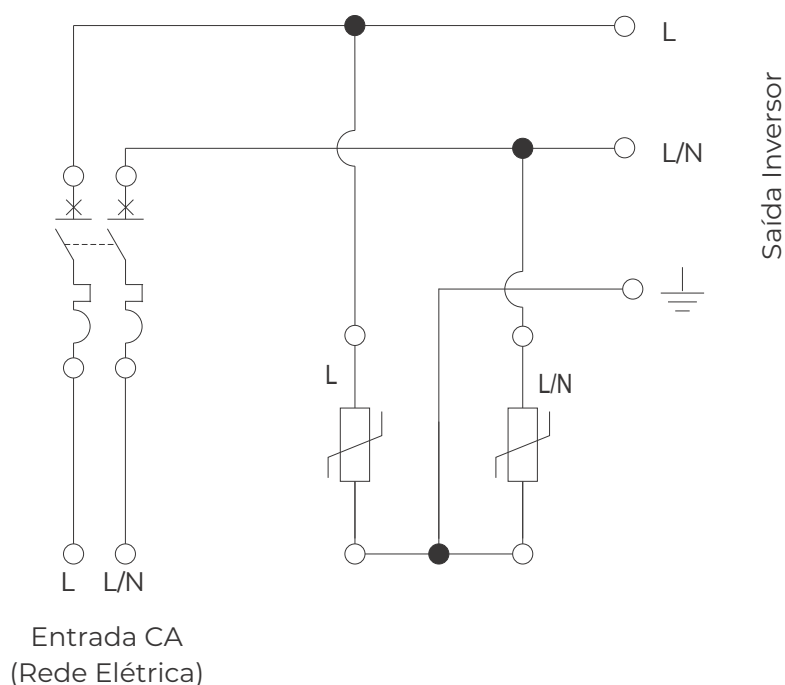 L
L/N
Saída Inversor
L
L/N
L
L/N
Entrada CA
(Rede Elétrica)